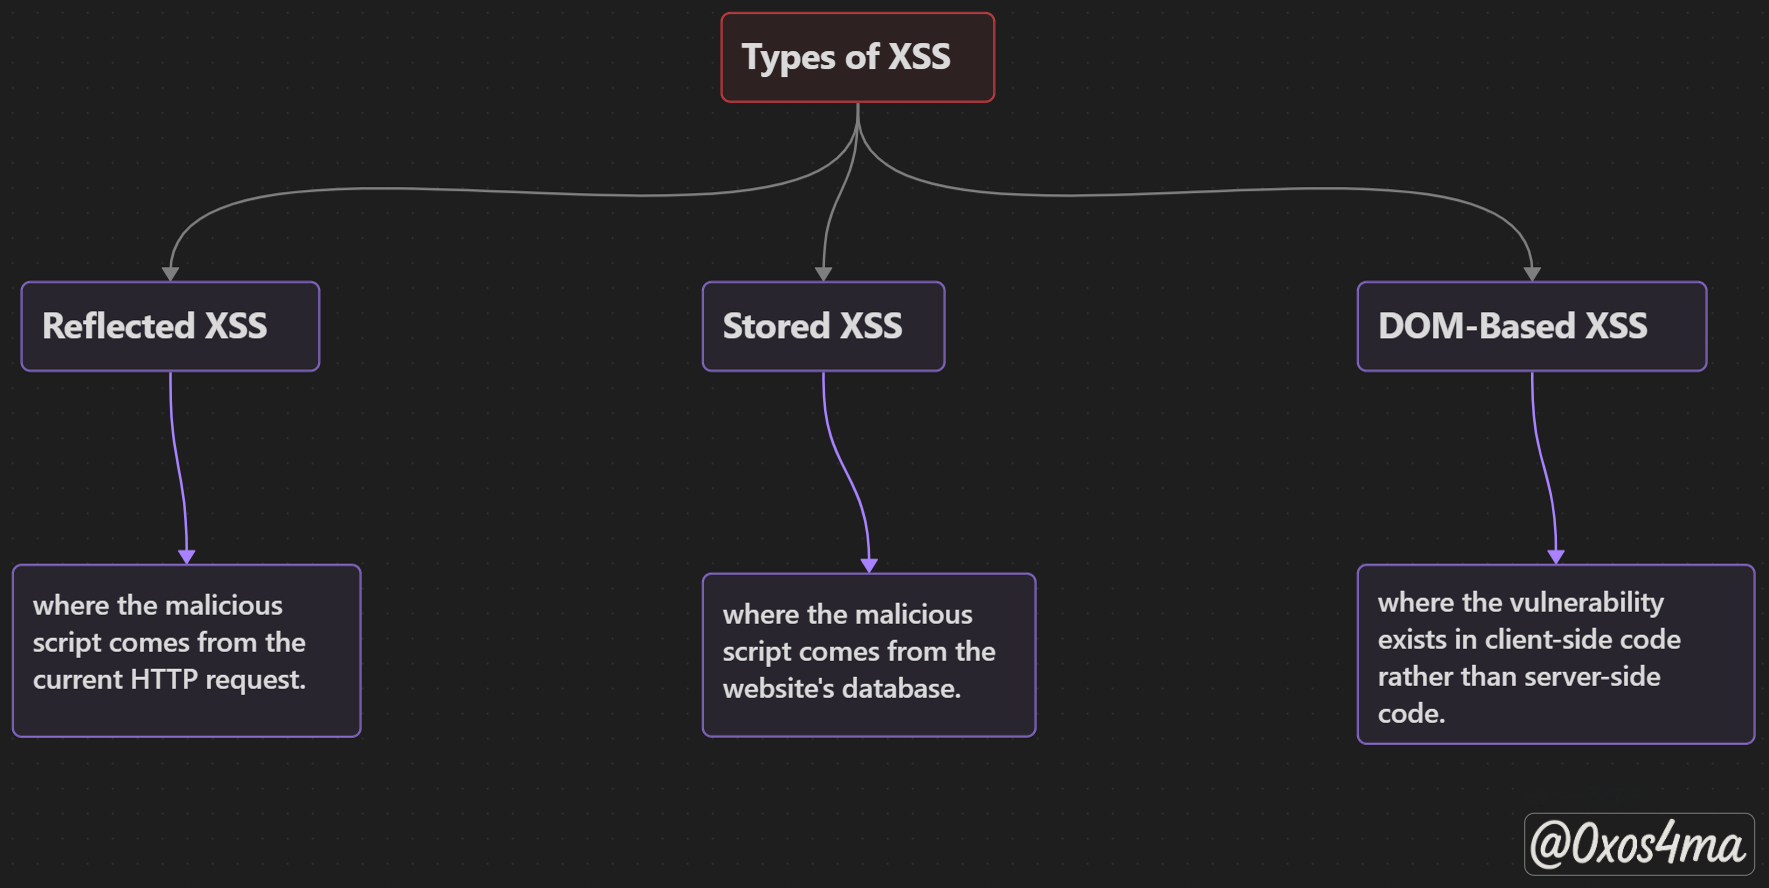 Types of XSS
Reflected XSS
Stored XSS
DOM-Based XSS
where the malicious
script comes from the
current HTTP request.
where the malicious
script comes from the
website's database.
where the vulnerability
exists in client-side code
rather than server-side
code.
@0xos4ma